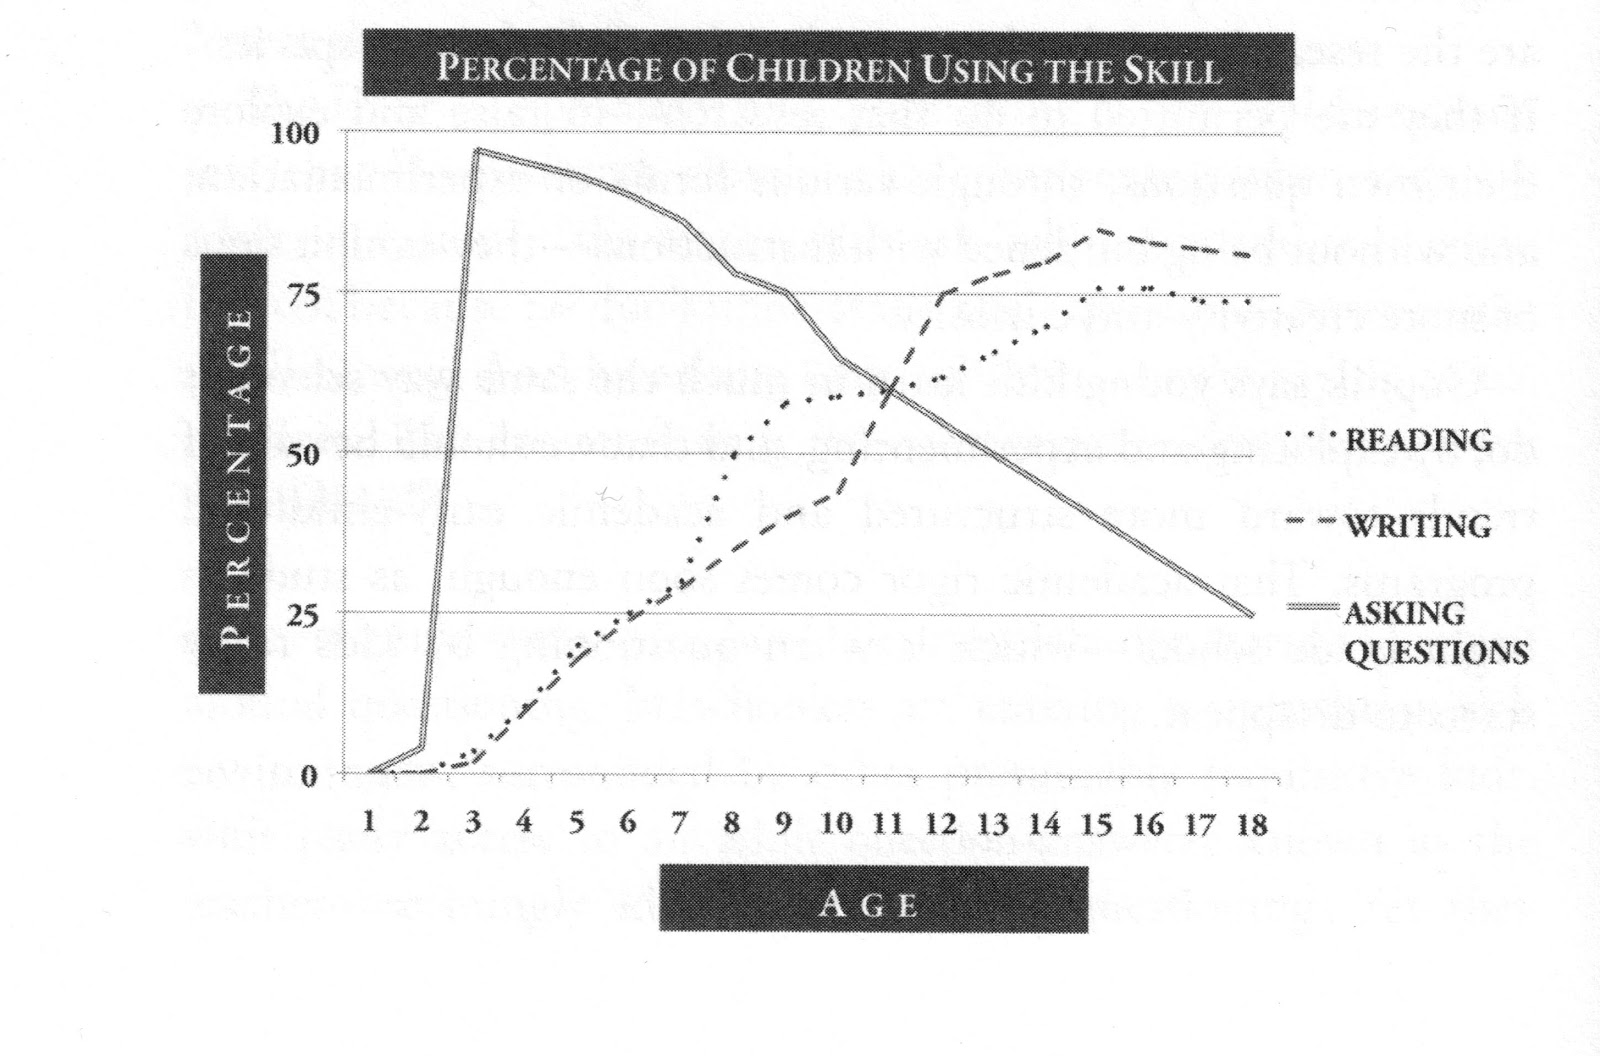 PERCENTAGE OF CHILDREN USING THE SKILL
100
75
50
25
0
PERCENTAGE
1 2 3 4 5 6 7 8 9 10 11 12 13 14 15 16 17 18
AGE
READING
WRITING
ASKING
QUESTIONS